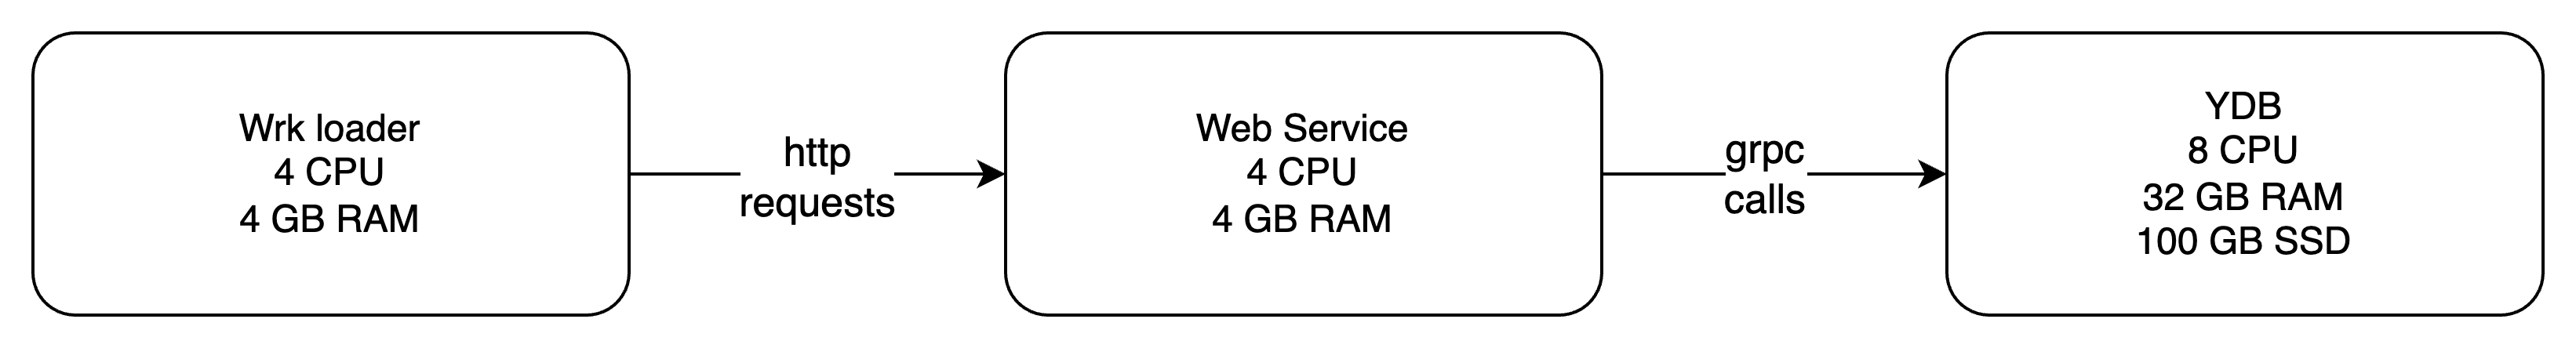 Wrk loader
4 CPU
4 GB RAM
http
requests
Web Service
4 CPU
4 GB RAM
grpc
calls
YDB
8 CPU
32 GB RAM
100 GB SSD